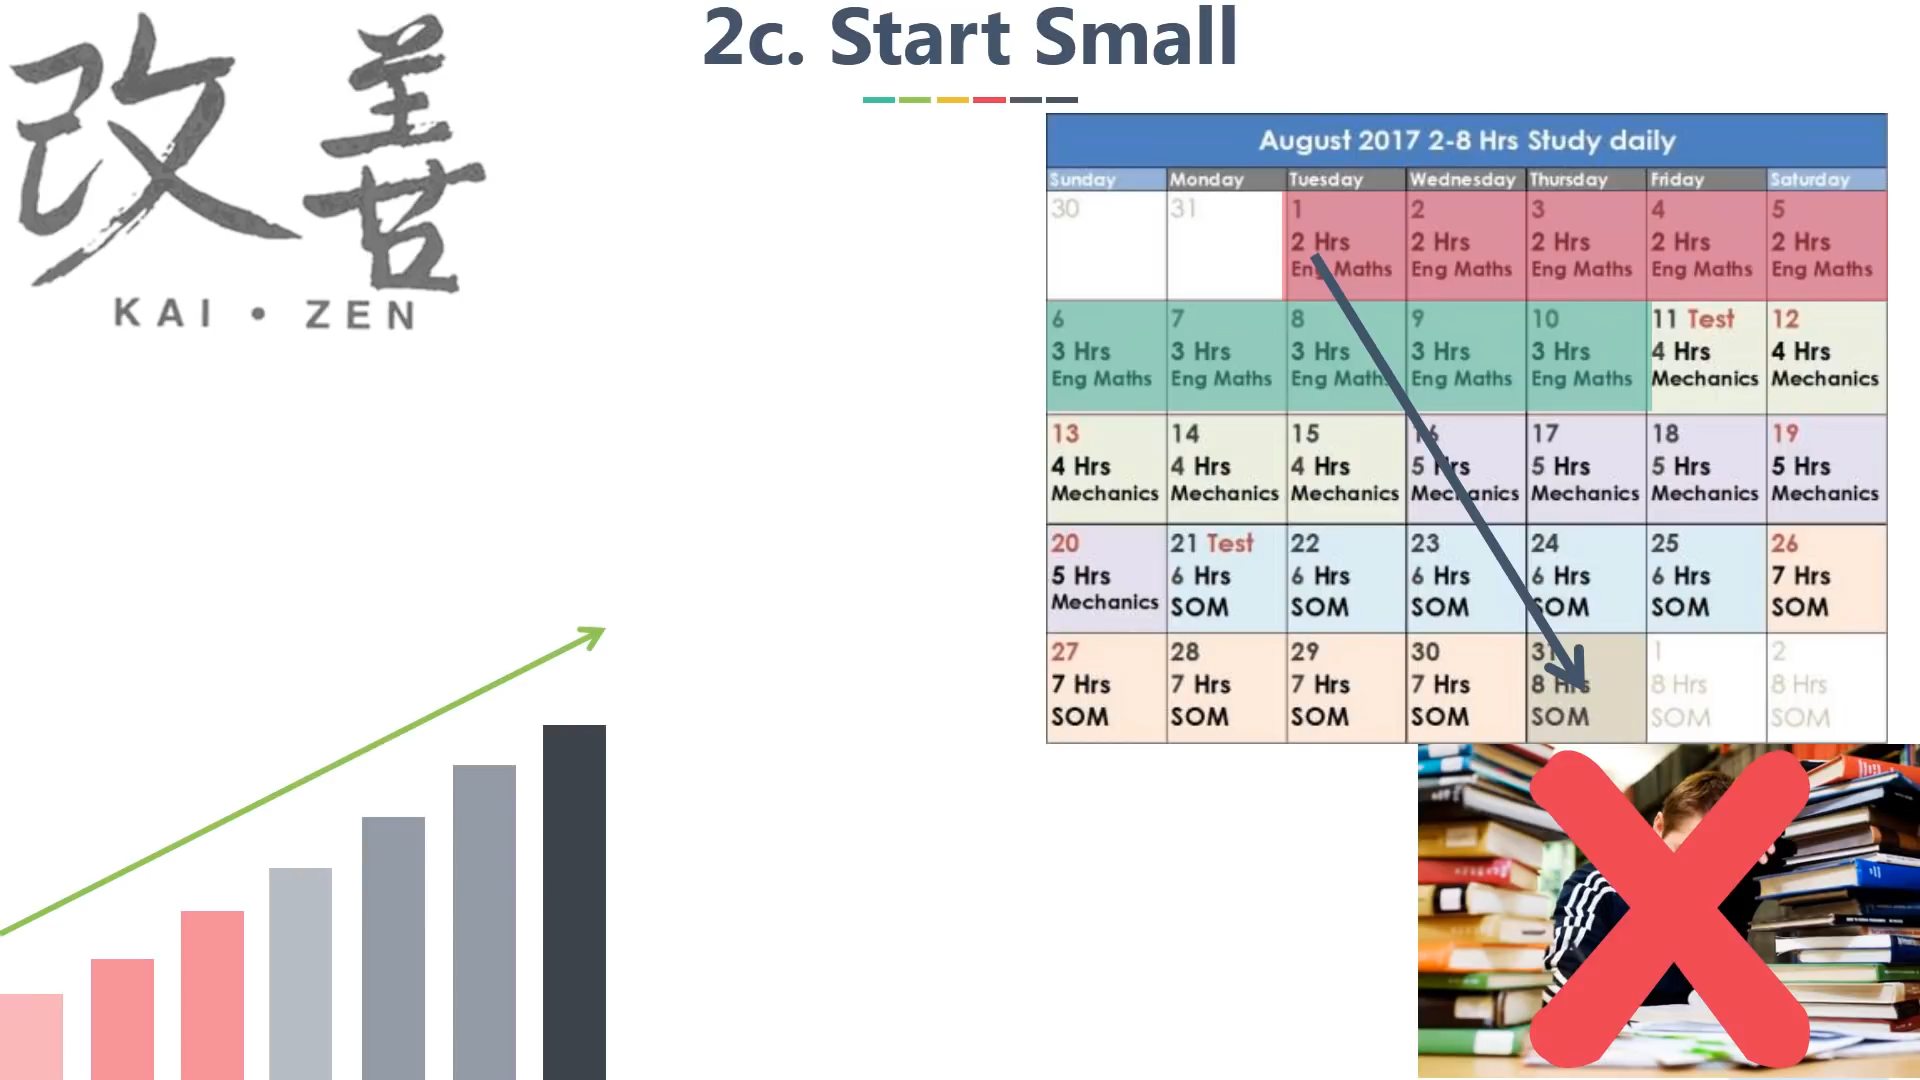 2c. Start Small
改善
KAI • ZEN
August 2017 2-8 Hrs Study daily
Sunday Monday Tuesday Wednesday Thursday Friday Saturday
30 31 1 2 3 4 5
2 Hrs 2 Hrs 2 Hrs 2 Hrs 2 Hrs
Eng Maths Eng Maths Eng Maths Eng Maths Eng Maths
6 7 8 9 10 11 Test 12
3 Hrs 3 Hrs 3 Hrs 3 Hrs 3 Hrs 4 Hrs 4 Hrs
Eng Maths Eng Maths Eng Maths Eng Maths Eng Maths Mechanics Mechanics
13 14 15 16 17 18 19
4 Hrs 4 Hrs 4 Hrs 5 Hrs 5 Hrs 5 Hrs 5 Hrs
Mechanics Mechanics Mechanics Mechanics Mechanics Mechanics Mechanics
20 21 Test 22 23 24 25 26
5 Hrs 6 Hrs 6 Hrs 6 Hrs 6 Hrs 6 Hrs 7 Hrs
Mechanics SOM SOM SOM SOM SOM SOM
27 28 29 30 31 1 2
7 Hrs 7 Hrs 7 Hrs 7 Hrs 8 Hrs 8 Hrs 8 Hrs
SOM SOM SOM SOM SOM SOM SOM